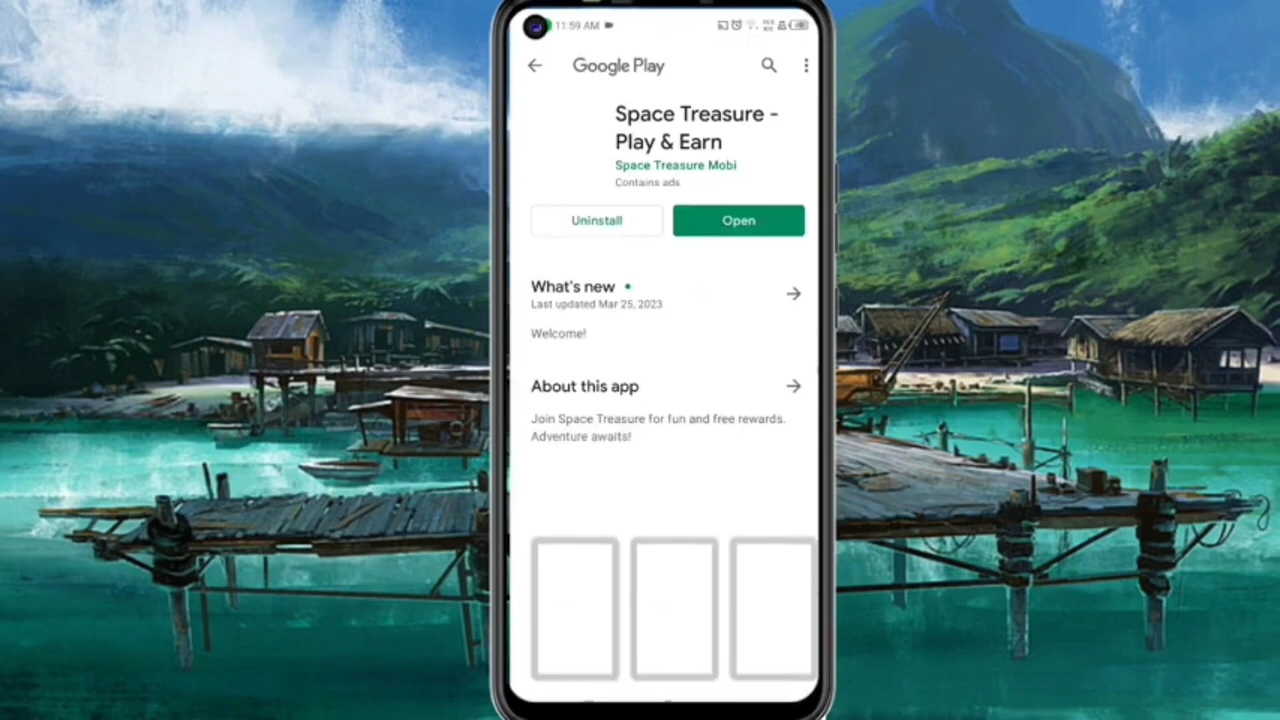 11:59 AM
Google Play
Space Treasure -
Play & Earn
Space Treasure Mobi
Contains ads
Uninstall
Open
What's new
Last updated Mar 25, 2023
Welcome!
About this app
Join Space Treasure for fun and free rewards.
Adventure awaits!